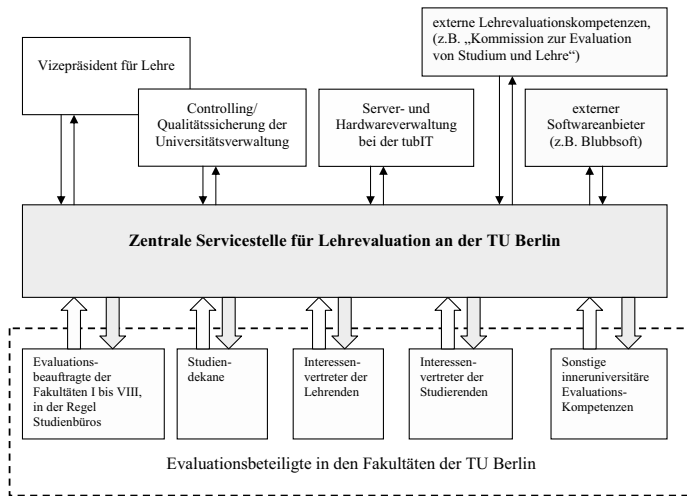 Vizepräsident für Lehre
externe Lehrevaluationskompetenzen,
(z.B. „Kommission zur Evaluation
von Studium und Lehre“)
Controlling/
Qualitätssicherung der
Universitätsverwaltung
Server- und
Hardwareverwaltung
bei der tubIT
externer
Softwareanbieter
(z.B. Blubbsoft)
Zentrale Servicestelle für Lehrevaluation an der TU Berlin
Evaluations-
beauftragte der
Fakultäten I bis VIII,
in der Regel
Studienbüros
Studien-
dekane
Interessen-
vertreter der
Lehrenden
Interessen-
vertreter der
Studierenden
Sonstige
inneruniversitäre
Evaluations-
Kompetenzen
Evaluationsbeteiligte in den Fakultäten der TU Berlin